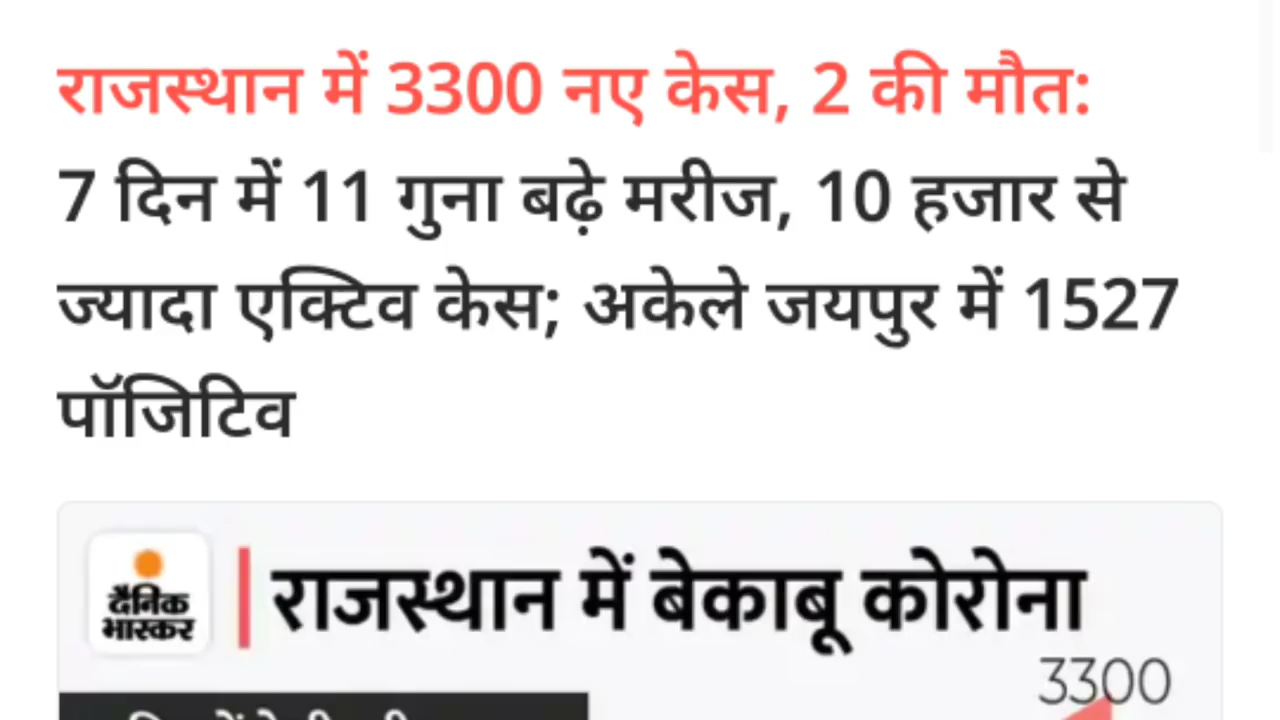 राजस्थान में 3300 नए केस, 2 की मौत:
7 दिन में 11 गुना बढ़े मरीज, 10 हजार से
ज्यादा एक्टिव केस; अकेले जयपुर में 1527
पॉजिटिव
दैनिक
भास्कर
राजस्थान में बेकाबू कोरोना
3300